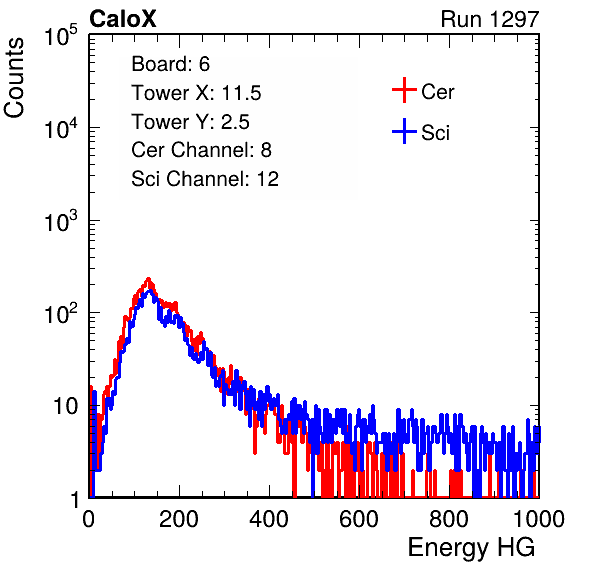 CaloX Run 1297
Counts
10^5
10^4
10^3
10^2
10
1
Board: 6
Tower X: 11.5
Tower Y: 2.5
Cer Channel: 8
Sci Channel: 12
Cer
Sci
0 200 400 600 800 1000
Energy HG